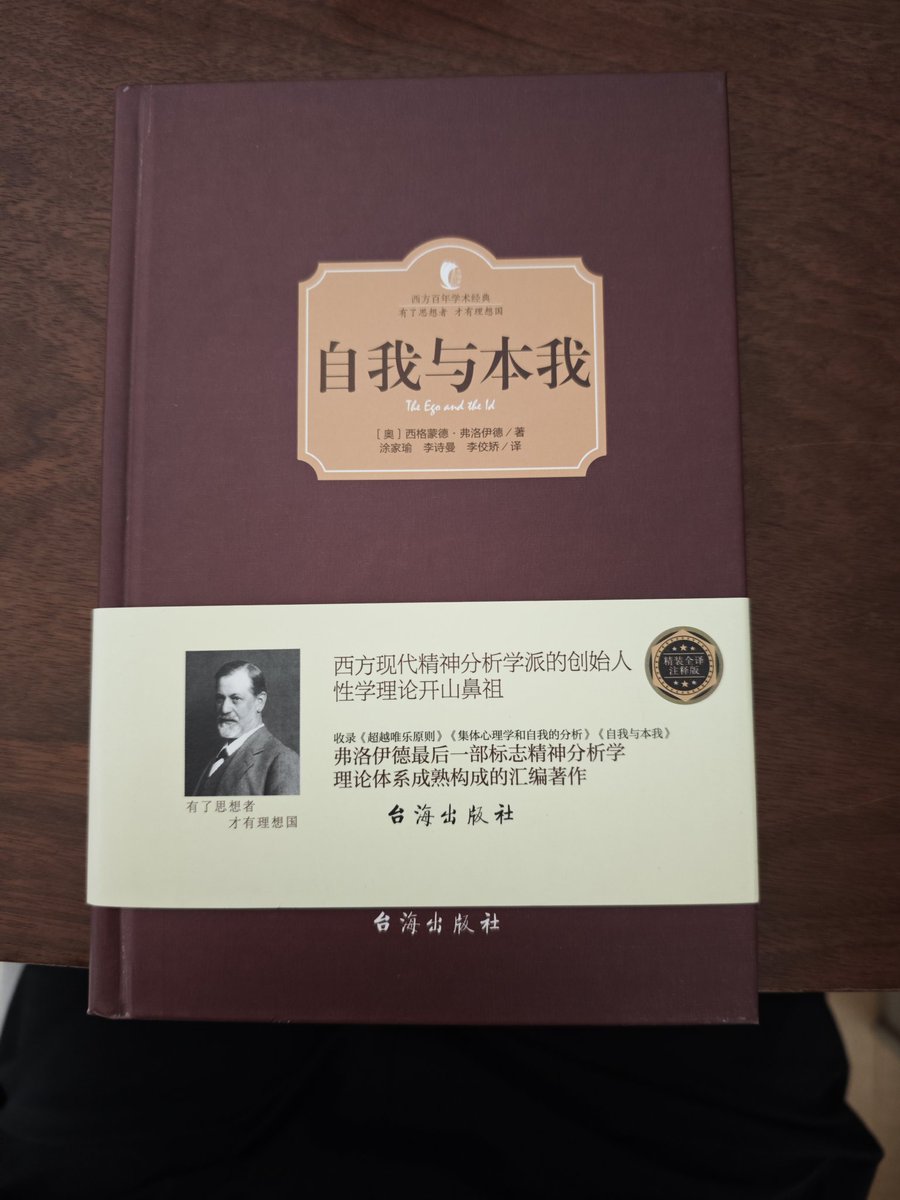 西方百年学术经典
有了思想者 才有理想国
自我与本我
The Ego and the Id
[奥]西格蒙德·弗洛伊德/著
涂家瑜 李诗曼 李佼矫/译
西方现代精神分析学派的创始人
性学理论开山鼻祖
精装全译
注释版
收录《超越唯乐原则》《集体心理学和自我的分析》《自我与本我》
弗洛伊德最后一部标志精神分析学
理论体系成熟构成的汇编著作
有了思想者
才有理想国
台海出版社
台海出版社